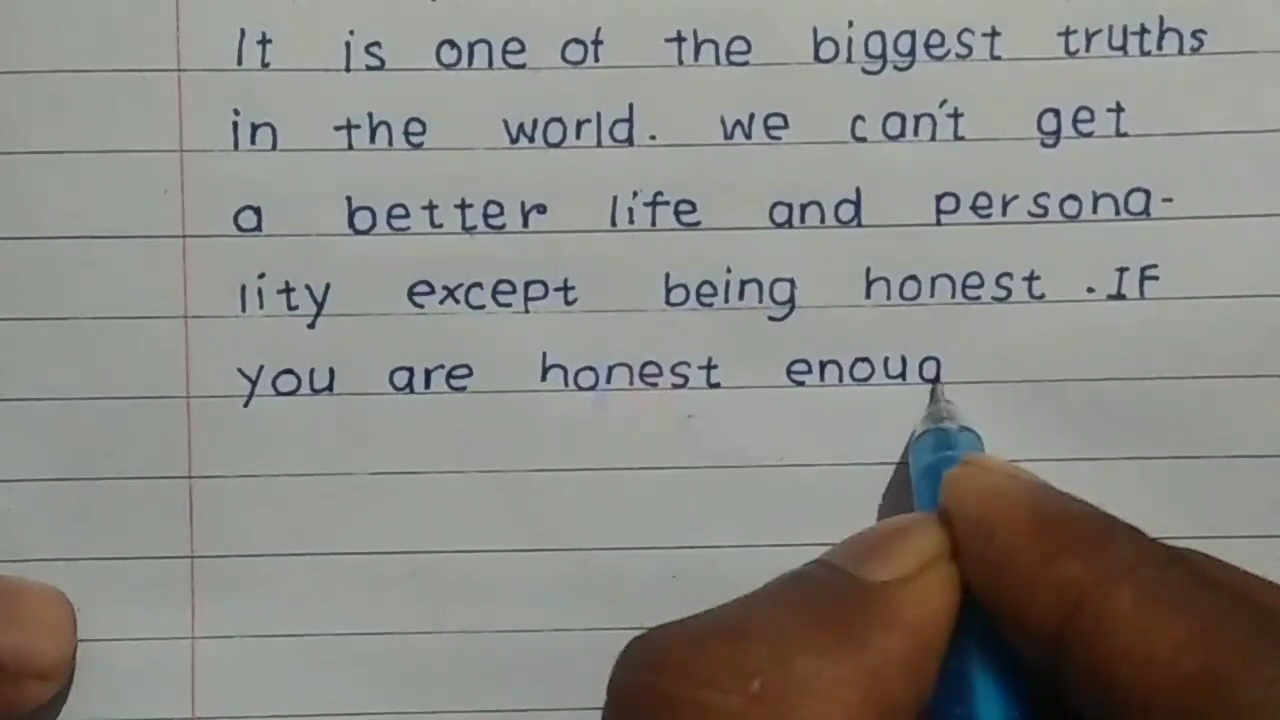 It is one of the biggest truths
in the world. we can't get
a better life and persona-
lity except being honest .IF
you are honest enoug